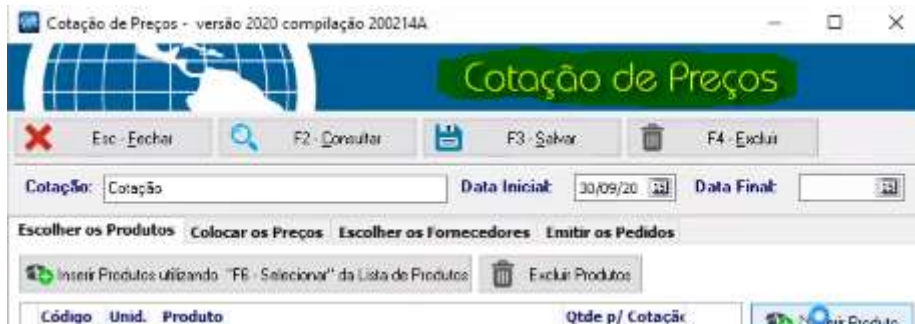 Cotação de Preços - versão 2020 compilação 200214A
Cotação de Preços
Esc - Fechar F2 - Consultar F3 - Salvar F4 - Excluir
Cotação: Cotação Data Inicial: 30/09/20 Data Final:
Escolher os Produtos Colocar os Preços Escolher os Fornecedores Emitir os Pedidos
Inserir Produtos utilizando "F6 - Selecionar" da Lista de Produtos Excluir Produtos
Código Unid. Produto Qtde p/ Cotaçã Produto